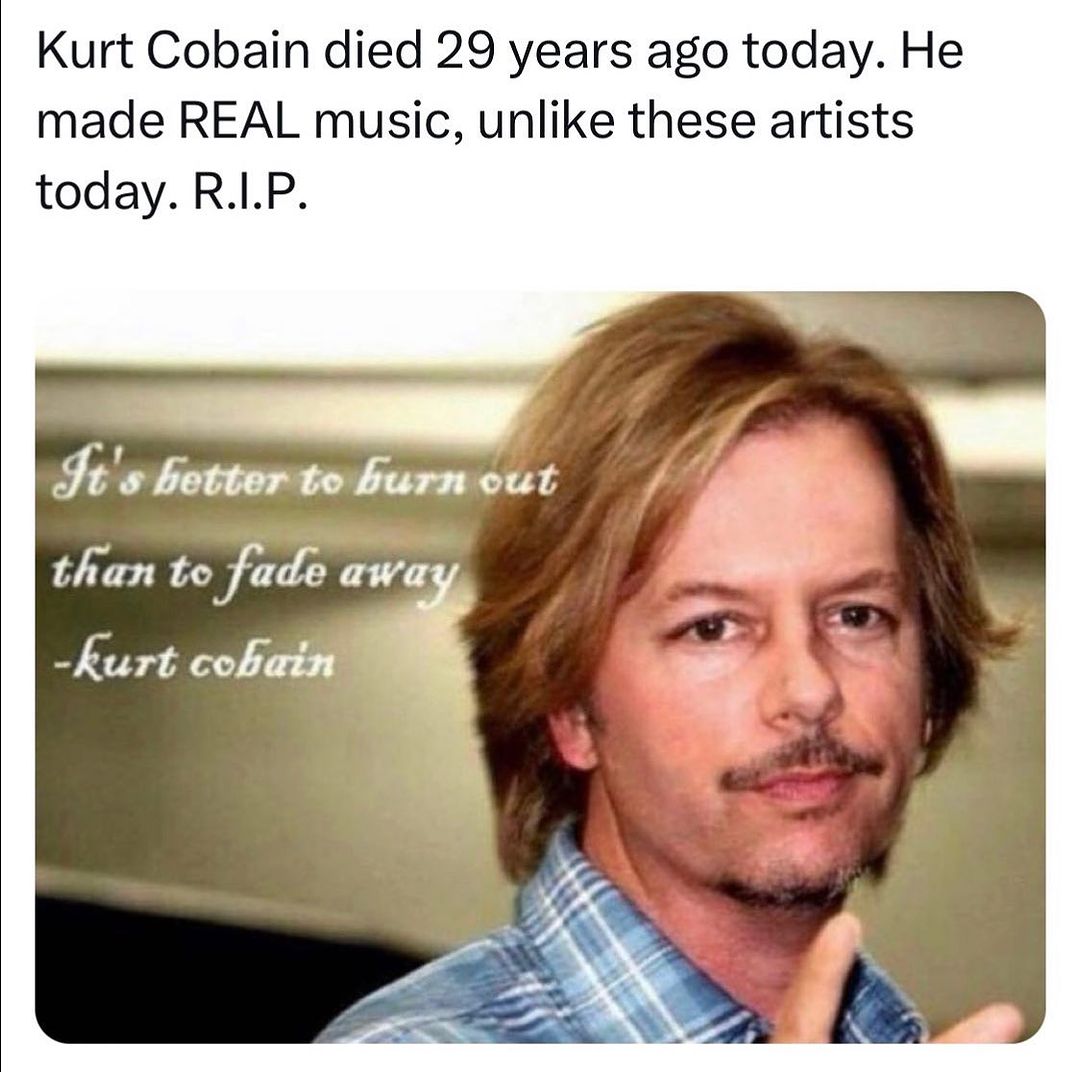 Kurt Cobain died 29 years ago today. He
made REAL music, unlike these artists
today. R.I.P.
It's better to burn out
than to fade away
-kurt cobain